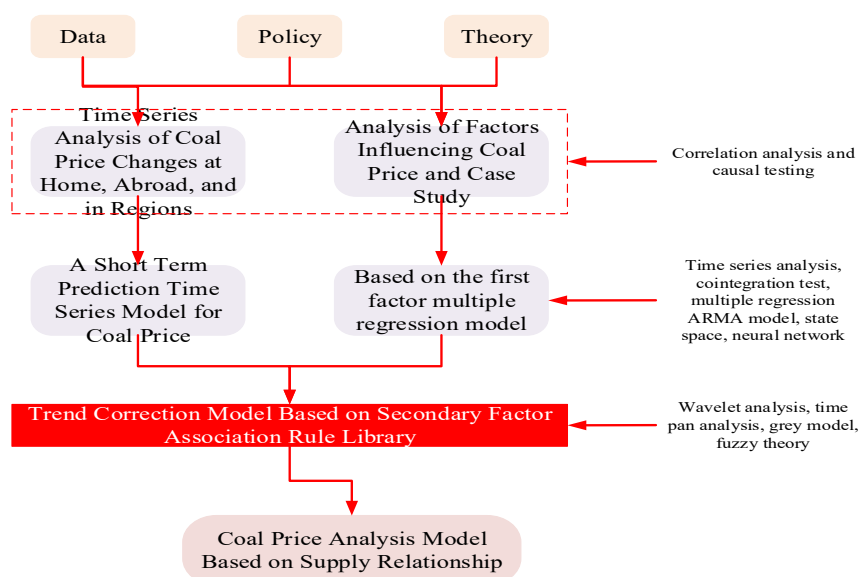 Data
Policy
Theory
Time Series
Analysis of Coal
Price Changes at
Home, Abroad, and
in Regions
Analysis of Factors
Influencing Coal
Price and Case
Study
Correlation analysis and
causal testing
A Short Term
Prediction Time
Series Model for
Coal Price
Based on the first
factor multiple
regression model
Time series analysis,
cointegration test,
multiple regression
ARMA model, state
space, neural network
Trend Correction Model Based on Secondary Factor
Association Rule Library
Wavelet analysis, time
pan analysis, grey model,
fuzzy theory
Coal Price Analysis Model
Based on Supply Relationship